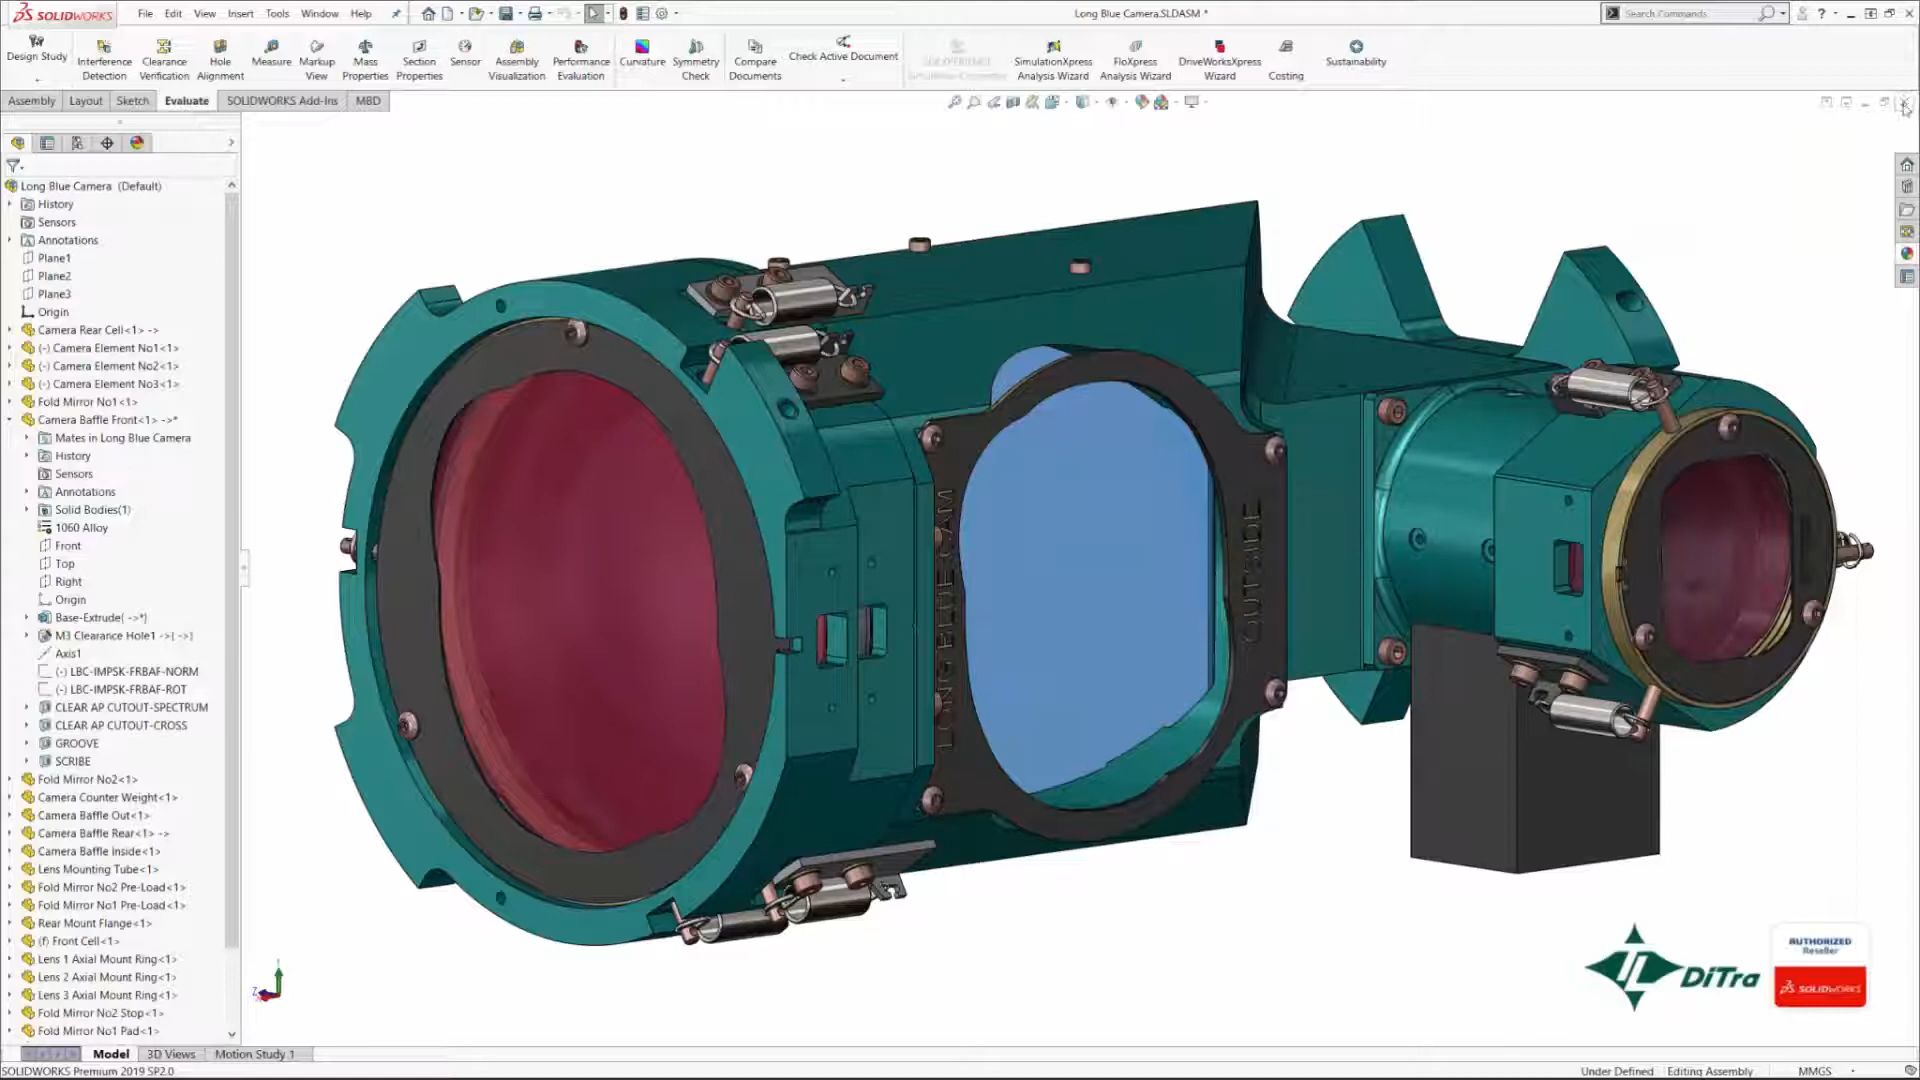 SOLIDWORKS
File Edit View Insert Tools Window Help
Long Blue Camera.SLDASM *
Search Commands
?
Design Study
Interference Detection
Clearance Verification
Hole Alignment
Measure
Markup View
Mass Properties
Section Properties
Sensor
Assembly Visualization
Performance Evaluation
Curvature
Symmetry Check
Compare Documents
Check Active Document
SimulationXpress Analysis Wizard
FloXpress Analysis Wizard
DriveWorksXpress Wizard
Costing
Sustainability
Assembly Layout Sketch Evaluate SOLIDWORKS Add-Ins MBD
Long Blue Camera (Default)
History
Sensors
Annotations
Plane1
Plane2
Plane3
Origin
Camera Rear Cell<1> ->
(-) Camera Element No1<1>
(-) Camera Element No2<1>
(-) Camera Element No3<1>
Fold Mirror No1<1>
Camera Baffle Front<1> ->*
Mates in Long Blue Camera
History
Sensors
Annotations
Solid Bodies(1)
1060 Alloy
Front
Top
Right
Origin
Base-Extrude( ->*)
M3 Clearance Hole1 ->( ->)
Axis1
(-) LBC-IMPSK-FRBAF-NORM
(-) LBC-IMPSK-FRBAF-ROT
CLEAR AP CUTOUT-SPECTRUM
CLEAR AP CUTOUT-CROSS
GROOVE
SCRIBE
Fold Mirror No2<1>
Camera Counter Weight<1>
Camera Baffle Out<1>
Camera Baffle Rear<1> ->
Camera Baffle Inside<1>
Lens Mounting Tube<1>
Fold Mirror No2 Pre-Load<1>
Fold Mirror No1 Pre-Load<1>
Rear Mount Flange<1>
(f) Front Cell<1>
Lens 1 Axial Mount Ring<1>
Lens 2 Axial Mount Ring<1>
Lens 3 Axial Mount Ring<1>
Fold Mirror No2 Stop<1>
Fold Mirror No1 Pad<1>
LONG BLUE CAM
OUTSIDE
DiTra
AUTHORIZED
Reseller
SOLIDWORKS
Z
Model 3D Views Motion Study 1
SOLIDWORKS Premium 2019 SP2.0
Under Defined Editing Assembly MMGS